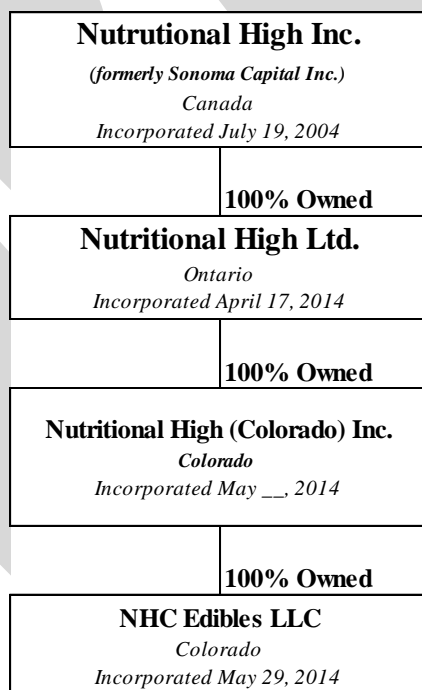 Nutrutional High Inc.
(formerly Sonoma Capital Inc.)
Canada
Incorporated July 19, 2004
100% Owned
Nutritional High Ltd.
Ontario
Incorporated April 17, 2014
100% Owned
Nutritional High (Colorado) Inc.
Colorado
Incorporated May __, 2014
100% Owned
NHC Edibles LLC
Colorado
Incorporated May 29, 2014